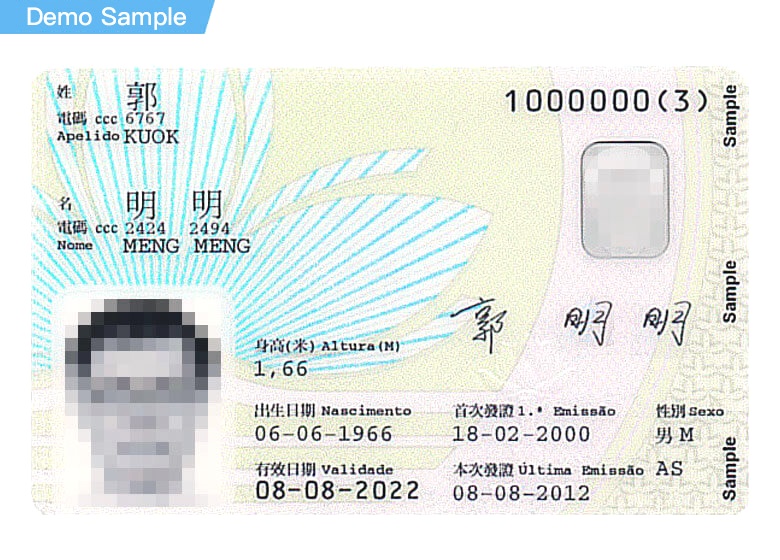 Demo Sample
姓 郭
電碼 ccc 6767
Apelido KUOK
1000000(3)
Sample
名 明 明
電碼 ccc 2424 2494
Nome MENG MENG
Sample
郭 明 明
身高(米) Altura(M)
1,66
出生日期 Nascimento 首次發證 1.ª Emissão 性別 Sexo
06-06-1966 18-02-2000 男 M
有效日期 Validade 本次發證 Última Emissão AS
08-08-2022 08-08-2012
Sample